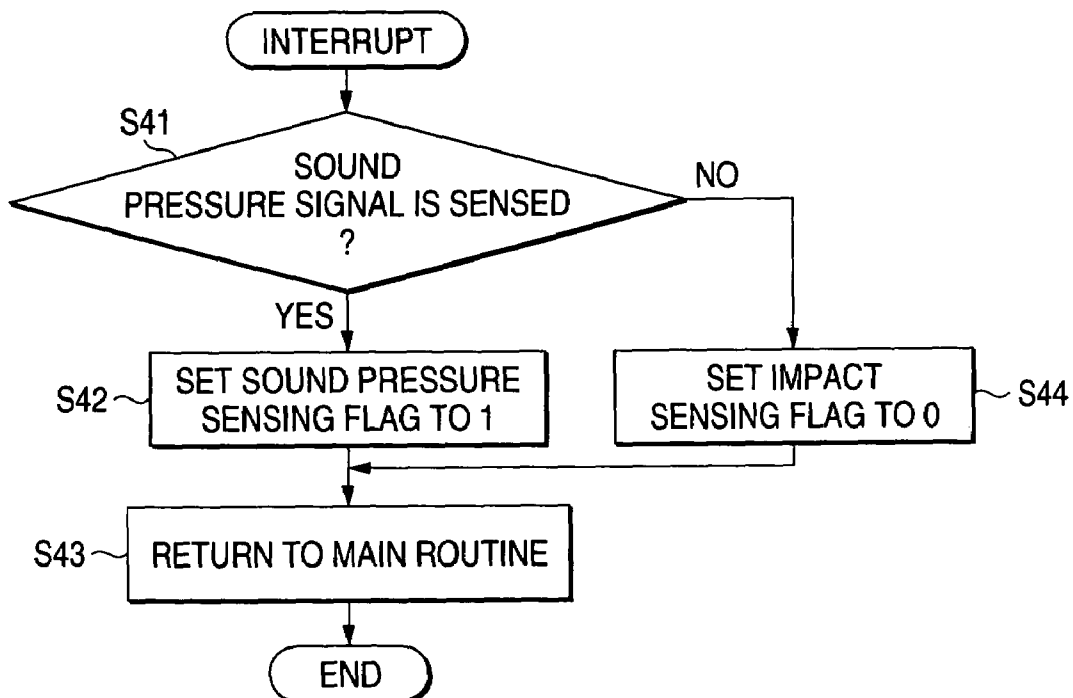 INTERRUPT
S41
SOUND
PRESSURE SIGNAL IS SENSED
?
NO
YES
S42
SET SOUND PRESSURE
SENSING FLAG TO 1
SET IMPACT
SENSING FLAG TO 0
S44
S43
RETURN TO MAIN ROUTINE
END